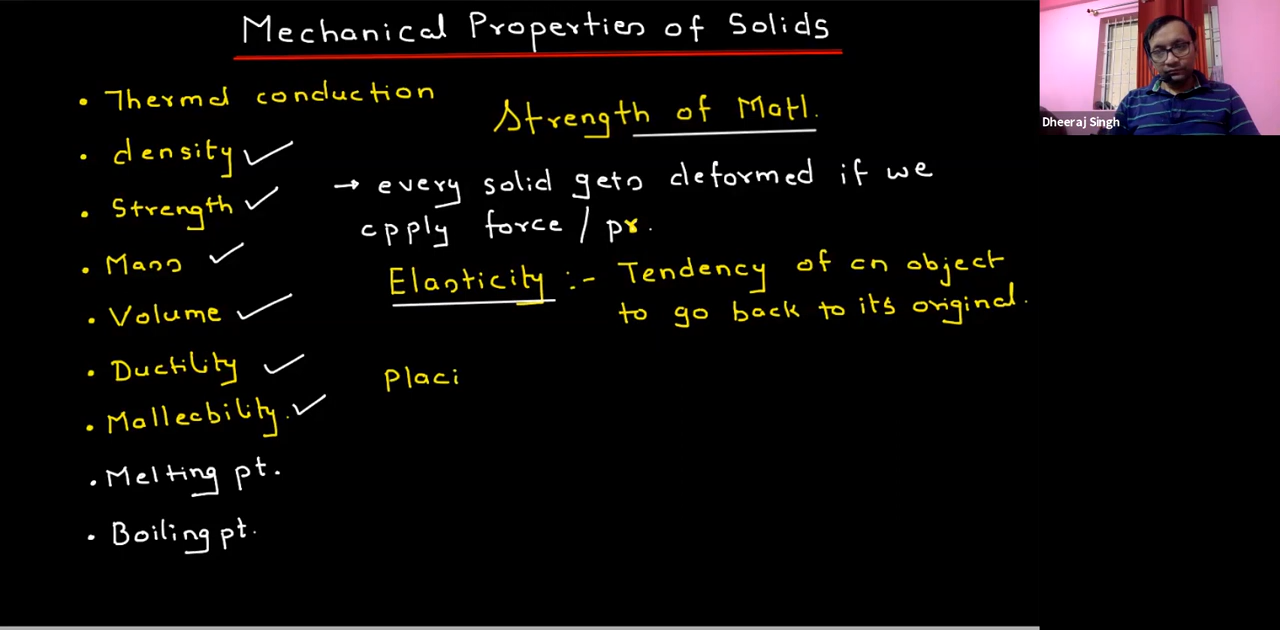 Mechanical Properties of Solids
• Thermal conduction
• density
• Strength
• Mass
• Volume
• Ductility
• Malleability.
• Melting pt.
• Boiling pt.
Strength of Matl.
→ every solid gets deformed if we
apply force / pr.
Elasticity :- Tendency of an object
to go back to its original.
Placi
Dheeraj Singh